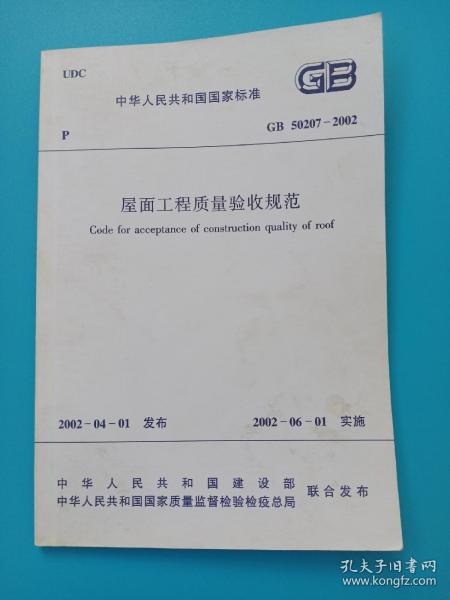 UDC
GB
中华人民共和国国家标准
P
GB 50207-2002
屋面工程质量验收规范
Code for acceptance of construction quality of roof
2002-04-01 发布
2002-06-01 实施
中华人民共和国建设部
中华人民共和国国家质量监督检验检疫总局
联合发布
孔夫子旧书网
www.kongfz.com